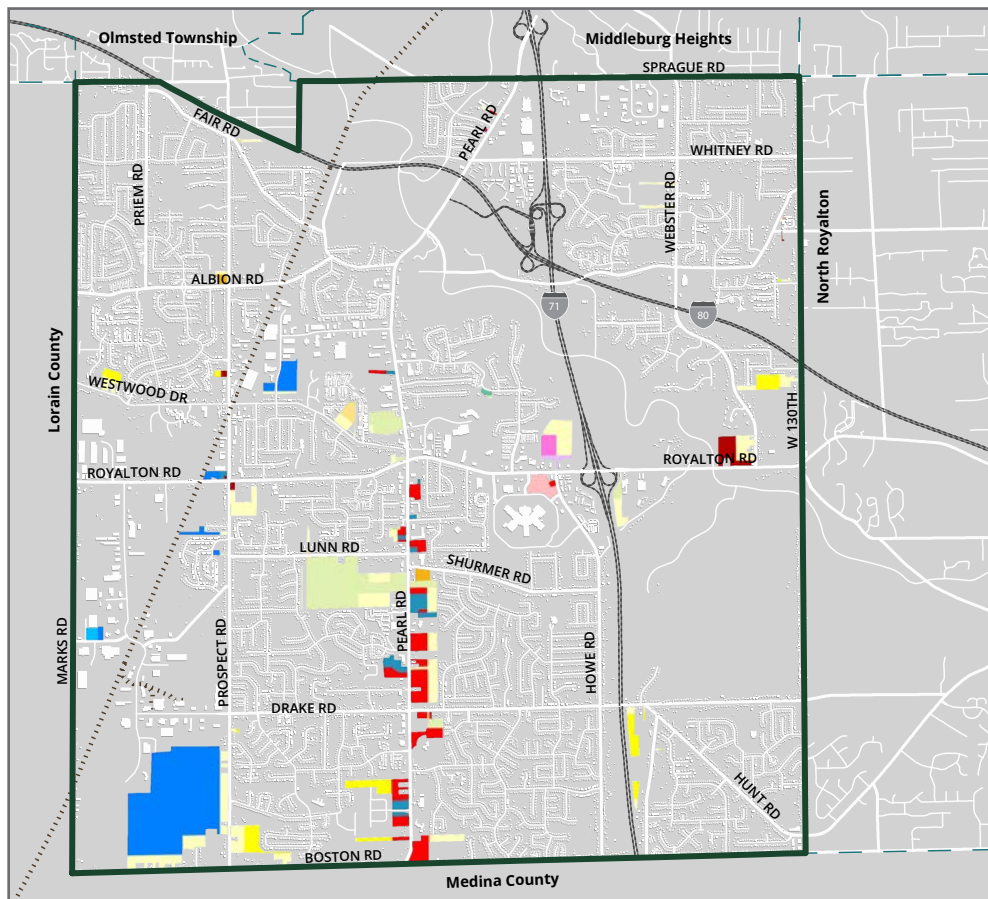 Olmsted Township
Middleburg Heights
SPRAGUE RD
FAIR RD
PEARL RD
WHITNEY RD
PRIEM RD
WEBSTER RD
North Royalton
ALBION RD
71
80
Lorain County
WESTWOOD DR
W 130TH
ROYALTON RD
ROYALTON RD
LUNN RD
SHURMER RD
MARKS RD
PROSPECT RD
PEARL RD
HOWE RD
DRAKE RD
HUNT RD
BOSTON RD
Medina County